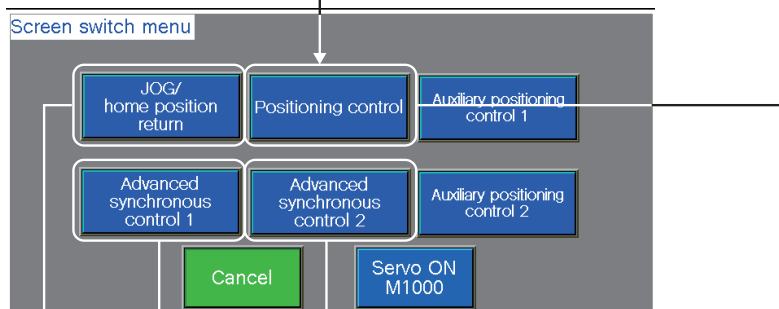 Screen switch menu
JOG/
home position
return
Positioning control
Auxiliary positioning
control 1
Advanced
synchronous
control 1
Advanced
synchronous
control 2
Auxiliary positioning
control 2
Cancel
Servo ON
M1000